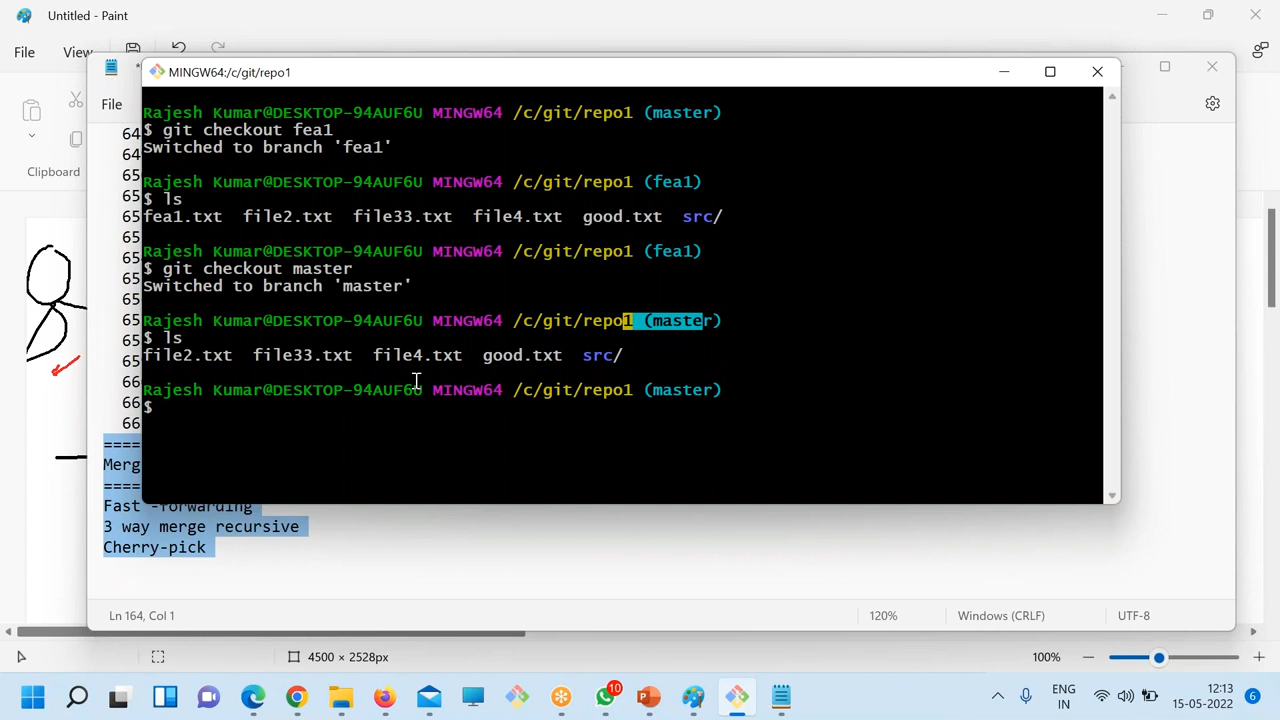 Untitled - Paint
File View
MINGW64:/c/git/repo1
File
Clipboard
Rajesh Kumar@DESKTOP-94AUF6U MINGW64 /c/git/repo1 (master)
$ git checkout fea1
Switched to branch 'fea1'
Rajesh Kumar@DESKTOP-94AUF6U MINGW64 /c/git/repo1 (fea1)
$ ls
fea1.txt file2.txt file33.txt file4.txt good.txt src/
Rajesh Kumar@DESKTOP-94AUF6U MINGW64 /c/git/repo1 (fea1)
$ git checkout master
Switched to branch 'master'
Rajesh Kumar@DESKTOP-94AUF6U MINGW64 /c/git/repo1 (master)
$ ls
file2.txt file33.txt file4.txt good.txt src/
Rajesh Kumar@DESKTOP-94AUF6U MINGW64 /c/git/repo1 (master)
$
====
Merg
====
Fast -forwarding
3 way merge recursive
Cherry-pick
Ln 164, Col 1 120% Windows (CRLF) UTF-8
4500 × 2528px 100%
10
ENG
IN
12:13
15-05-2022
6